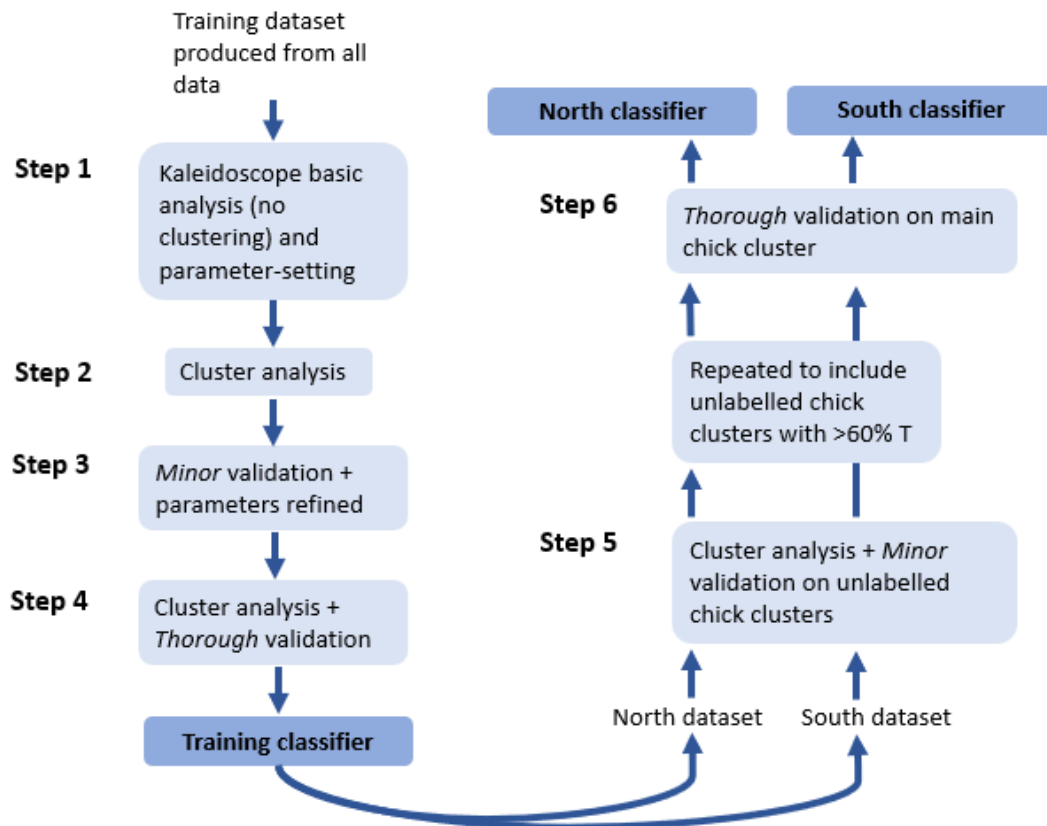 Training dataset
produced from all
data
Step 1
Kaleidoscope basic
analysis (no
clustering) and
parameter-setting
Step 2
Cluster analysis
Step 3
Minor validation +
parameters refined
Step 4
Cluster analysis +
Thorough validation
Training classifier
North dataset
South dataset
Step 5
Cluster analysis + Minor
validation on unlabelled
chick clusters
Repeated to include
unlabelled chick
clusters with >60% T
Step 6
Thorough validation on main
chick cluster
North classifier
South classifier